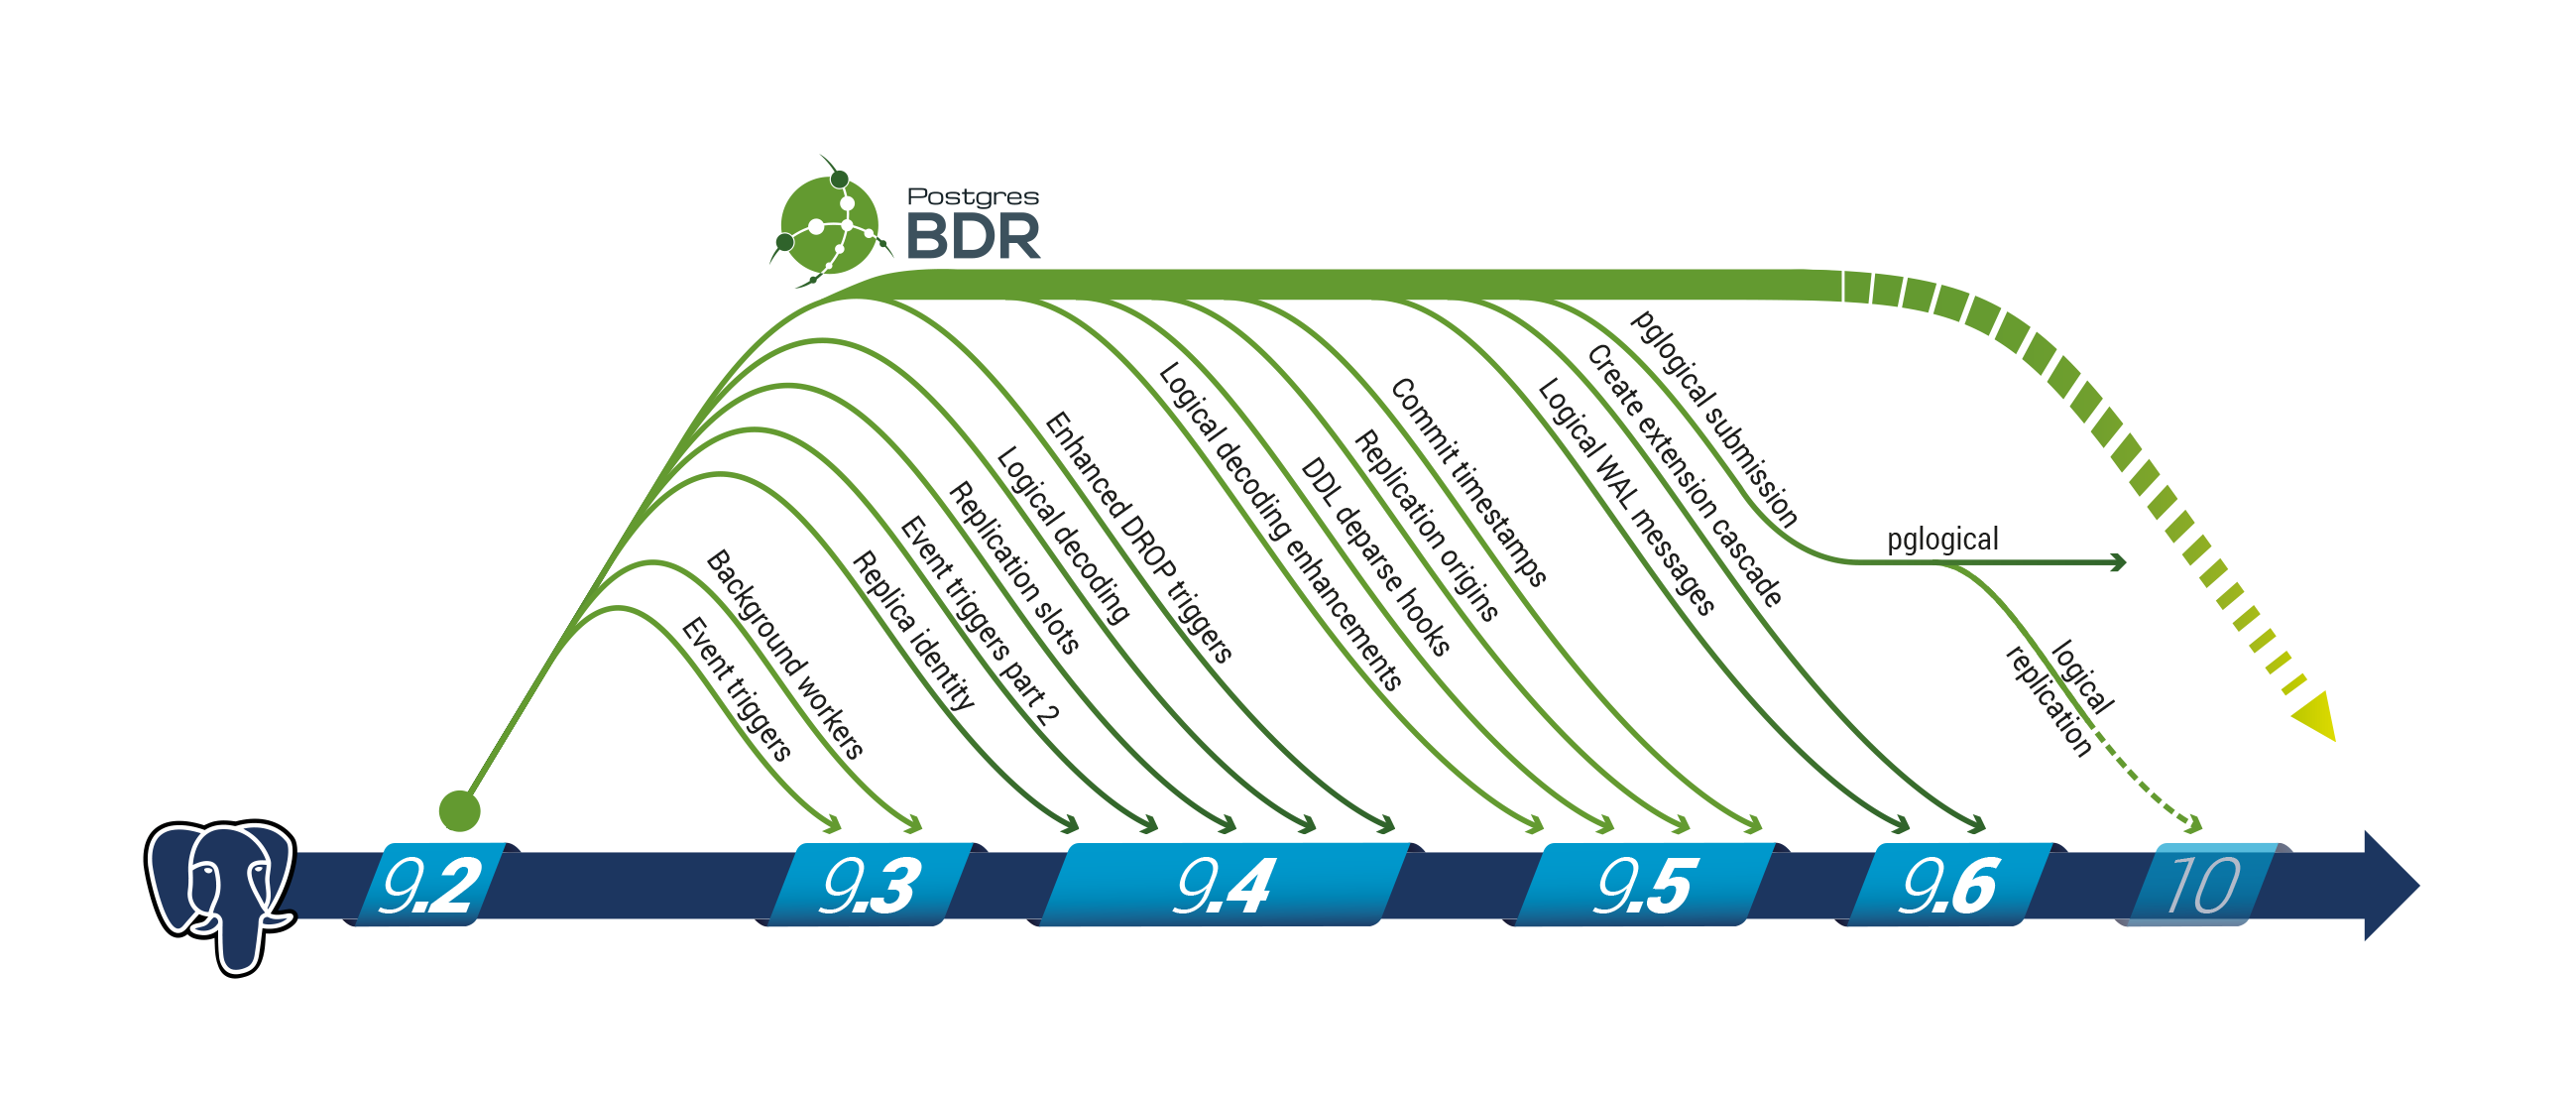 Postgres
BDR
Event triggers
Background workers
Replica identity
Event triggers part 2
Replication slots
Logical decoding
Enhanced DROP triggers
Logical decoding enhancements
DDL deparse hooks
Replication origins
Commit timestamps
Logical WAL messages
Create extension cascade
pglogical submission
pglogical
logical
replication
9.2
9.3
9.4
9.5
9.6
10